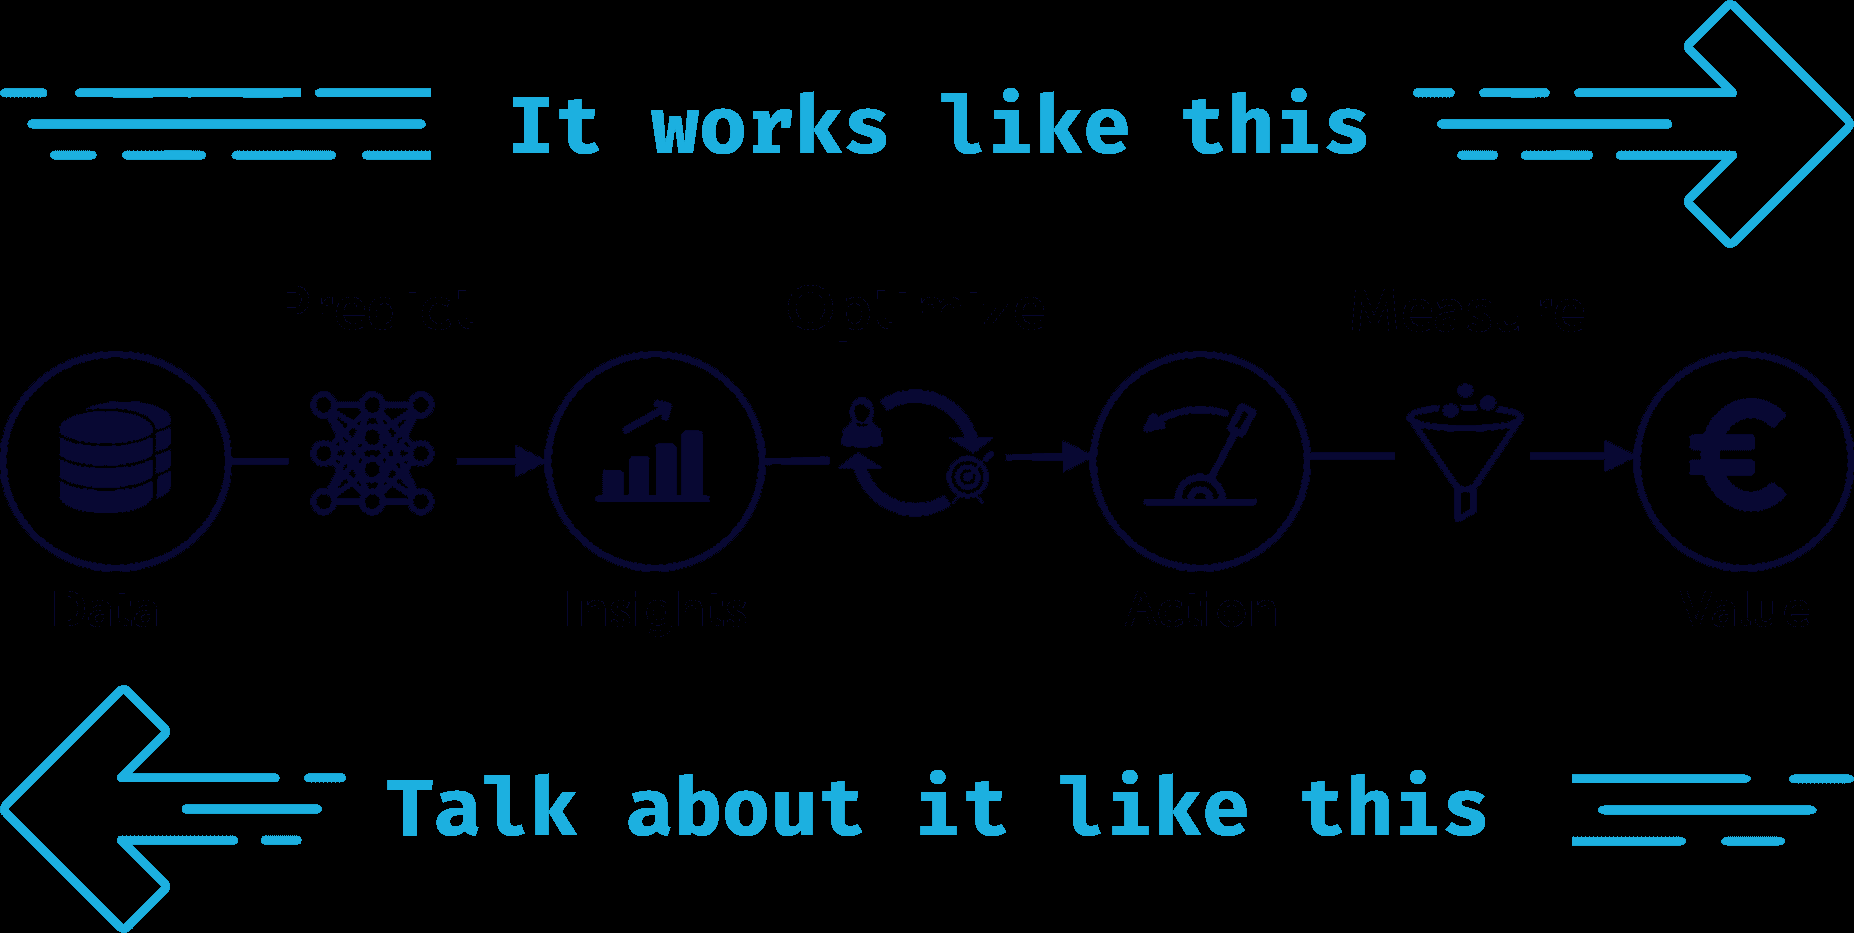 It works like this
Predict Optimize Measure
Data Insights Action Value
Talk about it like this